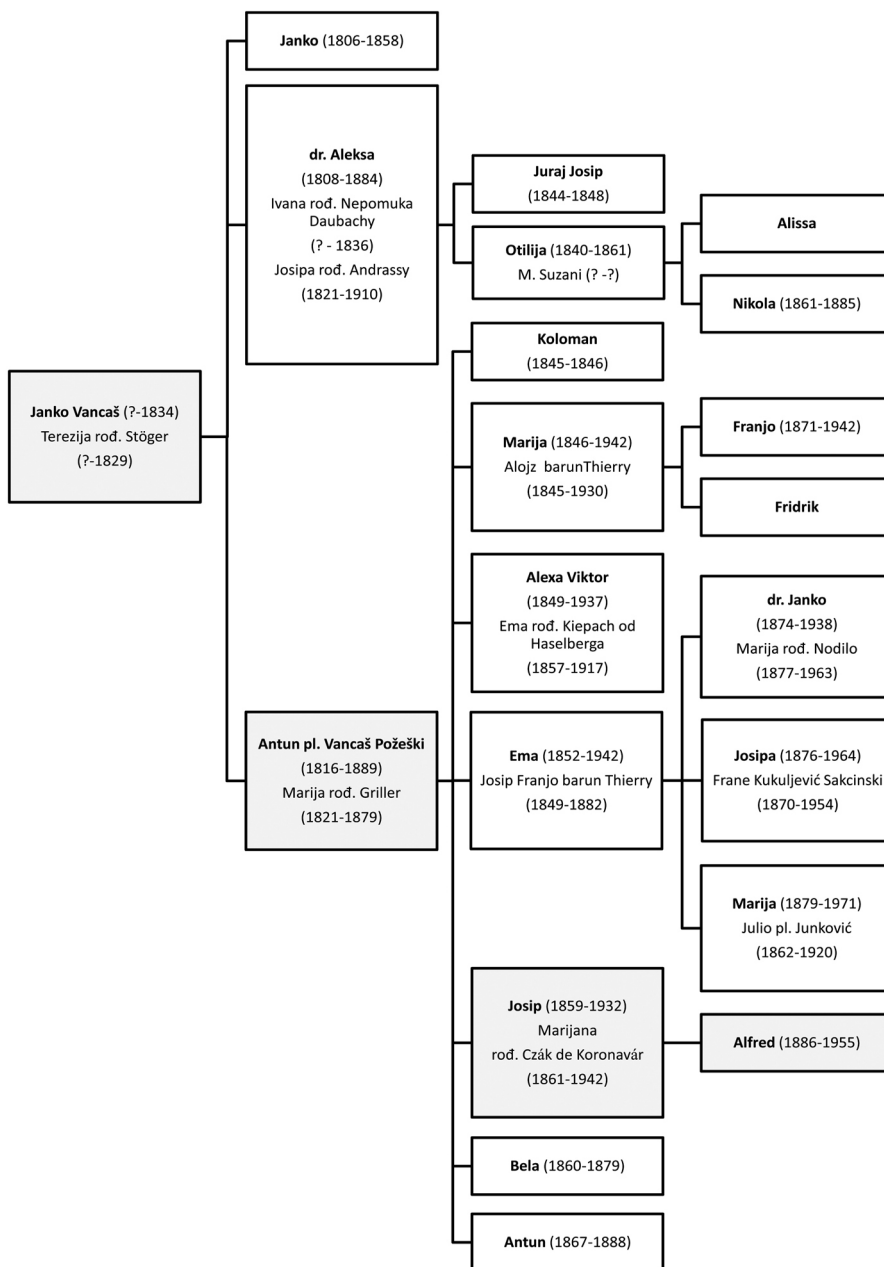 Janko Vancaš (?-1834)
Terezija rođ. Stöger
(?-1829)
Janko (1806-1858)
dr. Aleksa
(1808-1884)
Ivana rođ. Nepomuka
Daubachy
(? - 1836)
Josipa rođ. Andrassy
(1821-1910)
Juraj Josip
(1844-1848)
Otilija (1840-1861)
M. Suzani (? -?)
Alissa
Nikola (1861-1885)
Antun pl. Vancaš Požeški
(1816-1889)
Marija rođ. Griller
(1821-1879)
Koloman
(1845-1846)
Marija (1846-1942)
Alojz barunThierry
(1845-1930)
Franjo (1871-1942)
Fridrik
Alexa Viktor
(1849-1937)
Ema rođ. Kiepach od
Haselberga
(1857-1917)
Ema (1852-1942)
Josip Franjo barun Thierry
(1849-1882)
dr. Janko
(1874-1938)
Marija rođ. Nodilo
(1877-1963)
Josipa (1876-1964)
Frane Kukuljević Sakcinski
(1870-1954)
Marija (1879-1971)
Julio pl. Junković
(1862-1920)
Josip (1859-1932)
Marijana
rođ. Czák de Koronavár
(1861-1942)
Alfred (1886-1955)
Bela (1860-1879)
Antun (1867-1888)